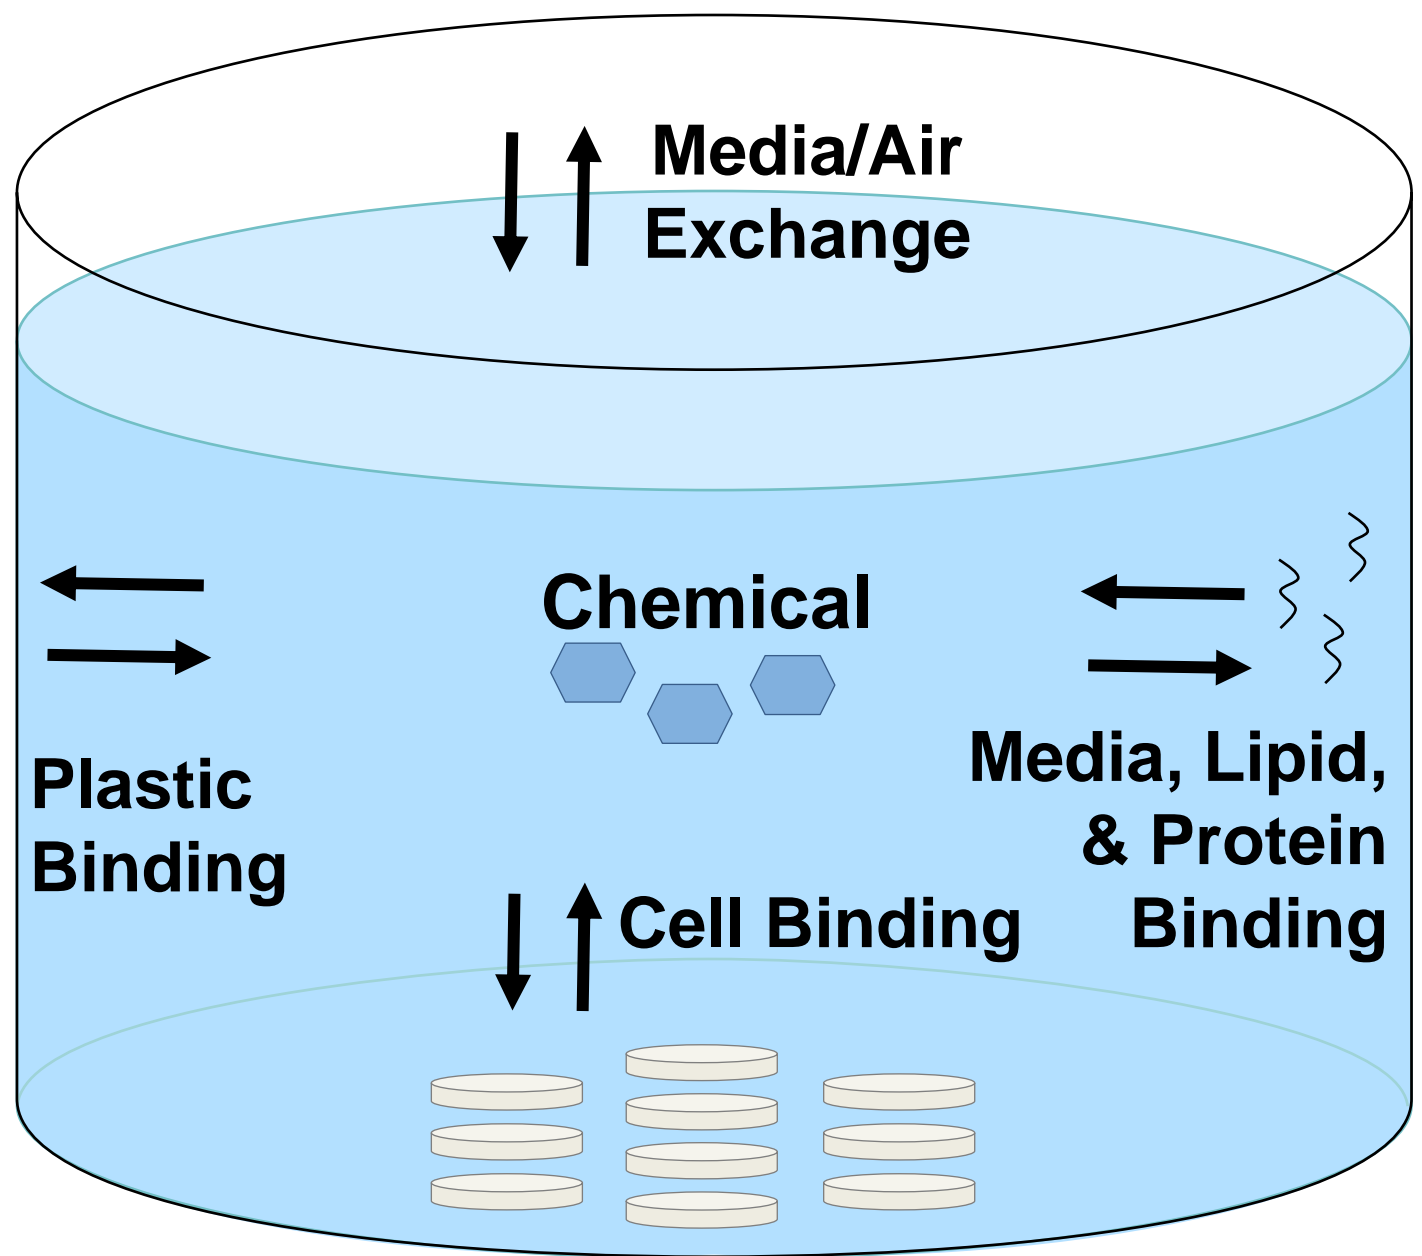 Media/Air
Exchange
Chemical
Plastic
Binding
Media, Lipid,
& Protein
Binding
Cell Binding